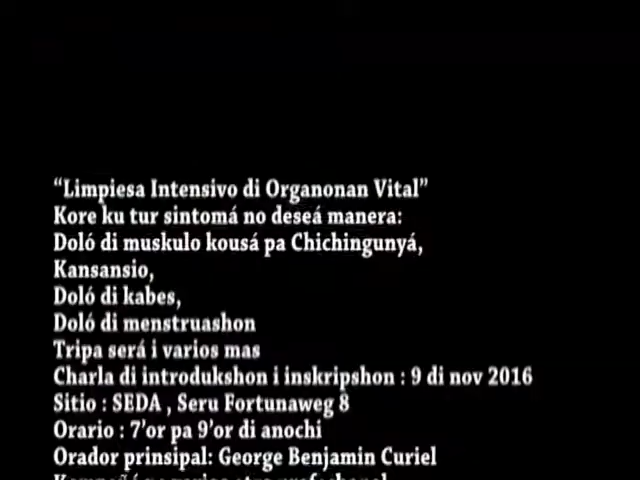 “Limpiesa Intensivo di Organonan Vital”
Kore ku tur sintomá no deseá manera:
Doló di muskulo kousá pa Chichingunyá,
Kansansio,
Doló di kabes,
Doló di menstruashon
Tripa será i varios mas
Charla di introdukshon i inskripshon : 9 di nov 2016
Sitio : SEDA , Seru Fortunaweg 8
Orario : 7’or pa 9’or di anochi
Orador prinsipal: George Benjamin Curiel